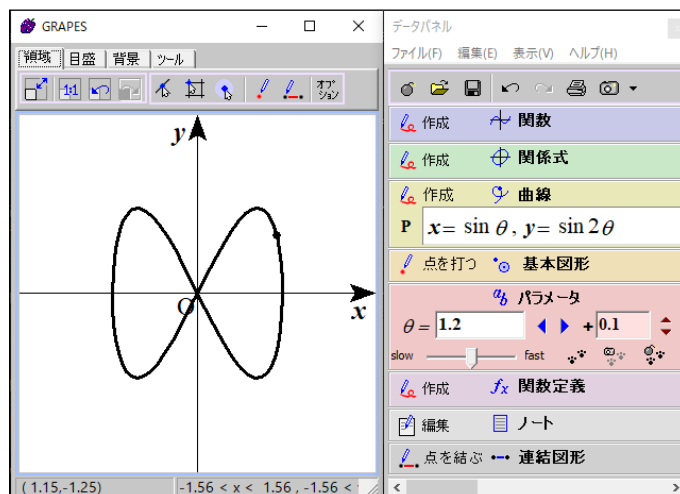 GRAPES
領域 目盛 背景 ツール
1:1 オプション
y
O
x
(1.15,-1.25) -1.56 < x < 1.56 , -1.56 <
データパネル
ファイル(F) 編集(E) 表示(V) ヘルプ(H)
作成 関数
作成 関係式
作成 曲線
P x= sin θ , y= sin 2θ
点を打つ 基本図形
ab パラメータ
θ = 1.2 +0.1
slow fast
作成 fx 関数定義
編集 ノート
点を結ぶ 連結図形